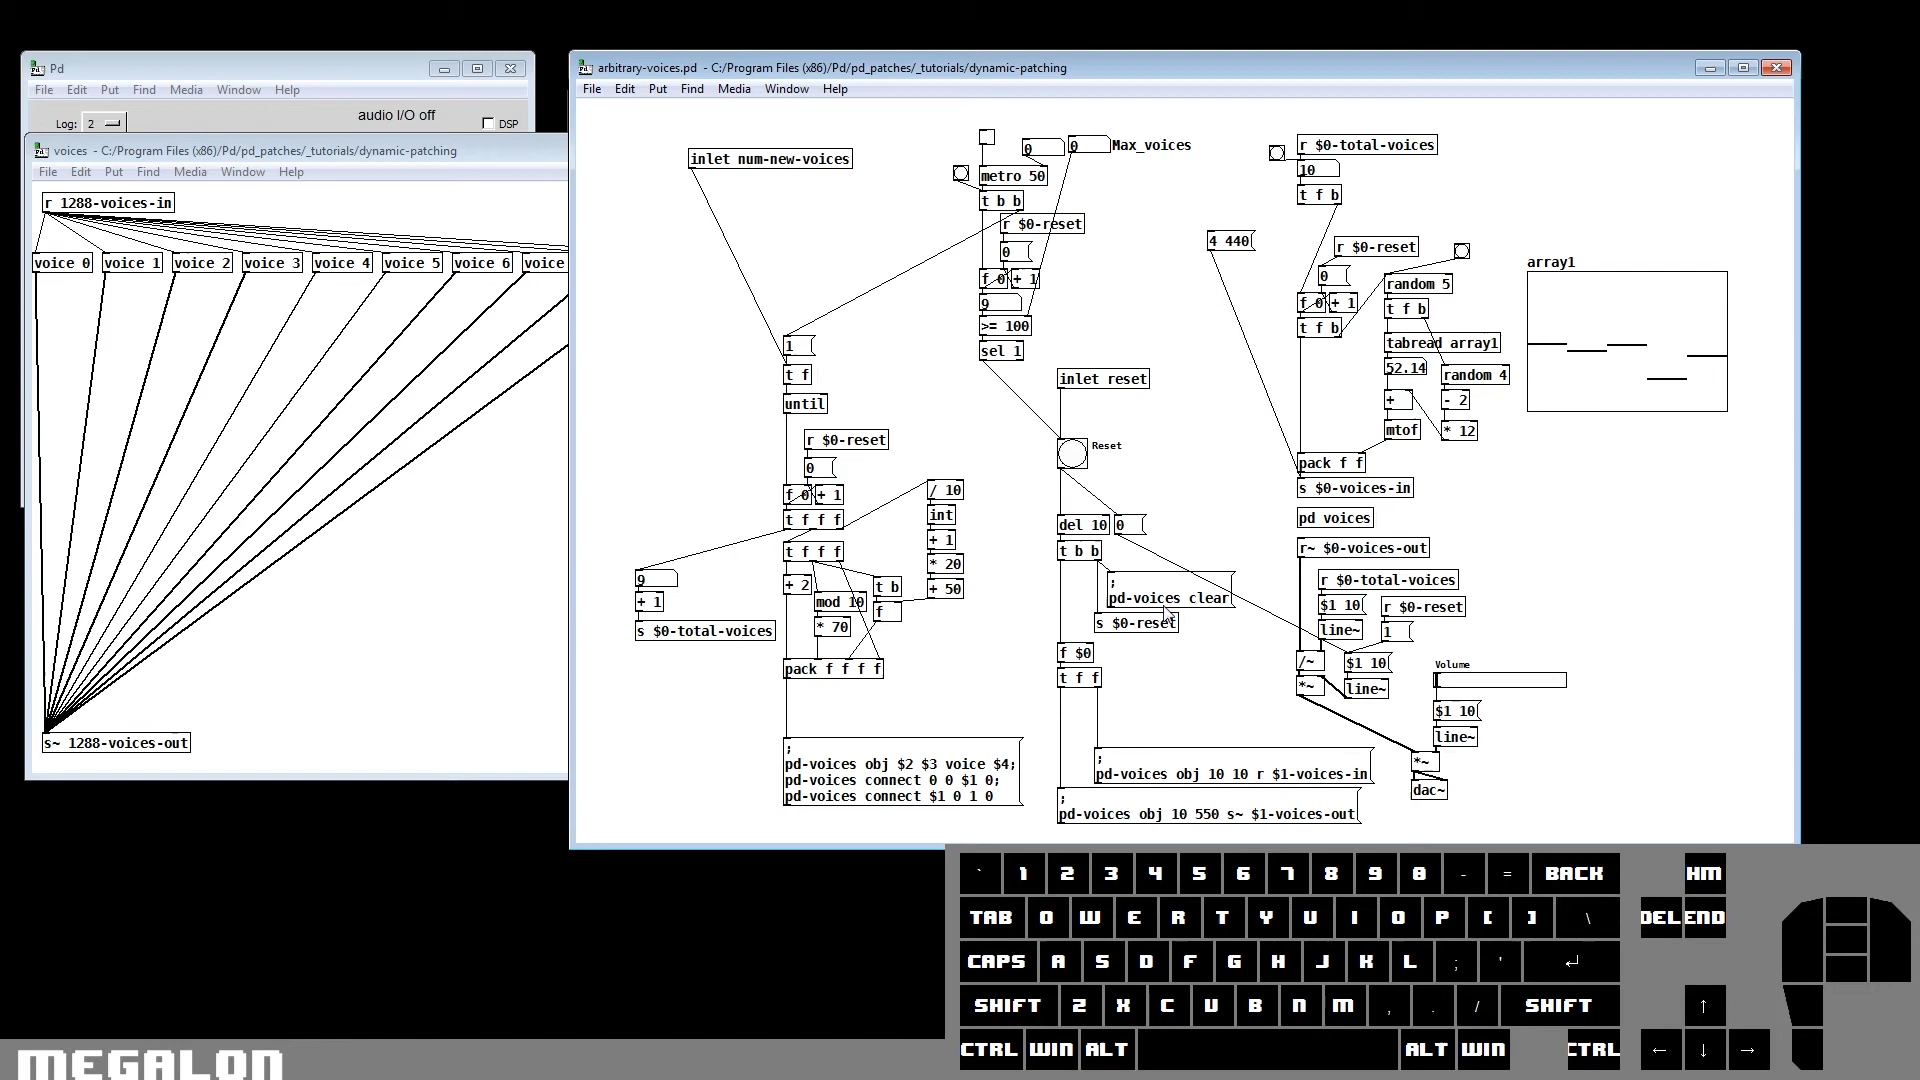 Pd
File Edit Put Find Media Window Help
Log: 2
audio I/O off
DSP
voices - C:/Program Files (x86)/Pd/pd_patches/_tutorials/dynamic-patching
File Edit Put Find Media Window Help
r 1288-voices-in
voice 0
voice 1
voice 2
voice 3
voice 4
voice 5
voice 6
voice
s~ 1288-voices-out
arbitrary-voices.pd - C:/Program Files (x86)/Pd/pd_patches/_tutorials/dynamic-patching
File Edit Put Find Media Window Help
inlet num-new-voices
0
0
Max_voices
metro 50
t b b
r $0-reset
0
f 0
+ 1
9
>= 100
sel 1
1
t f
until
r $0-reset
0
f 0
+ 1
t f f f
t f f f
/ 10
int
+ 1
* 20
+ 50
9
+ 1
s $0-total-voices
+ 2
mod 10
* 70
t b
f
pack f f f f
;
pd-voices obj $2 $3 voice $4;
pd-voices connect 0 0 $1 0;
pd-voices connect $1 0 1 0
inlet reset
Reset
del 10
0
t b b
;
pd-voices clear
s $0-reset
f $0
t f f
;
pd-voices obj 10 10 r $1-voices-in
;
pd-voices obj 10 550 s~ $1-voices-out
r $0-total-voices
10
t f b
4 440
r $0-reset
0
f 0
+ 1
t f b
random 5
t f b
tabread array1
52.14
random 4
+
- 2
mtof
* 12
pack f f
s $0-voices-in
pd voices
r~ $0-voices-out
r $0-total-voices
$1 10
r $0-reset
line~
1
/~
$1 10
*~
line~
Volume
$1 10
line~
*~
dac~
array1
` 1 2 3 4 5 6 7 8 9 0 - = BACK HM
TAB Q W E R T Y U I O P [ ] \ DEL END
CAPS A S D F G H J K L ; ' ↵
SHIFT Z X C V B N M , . / SHIFT ↑
CTRL WIN ALT ALT WIN CTRL ← ↓ →
MEGALON